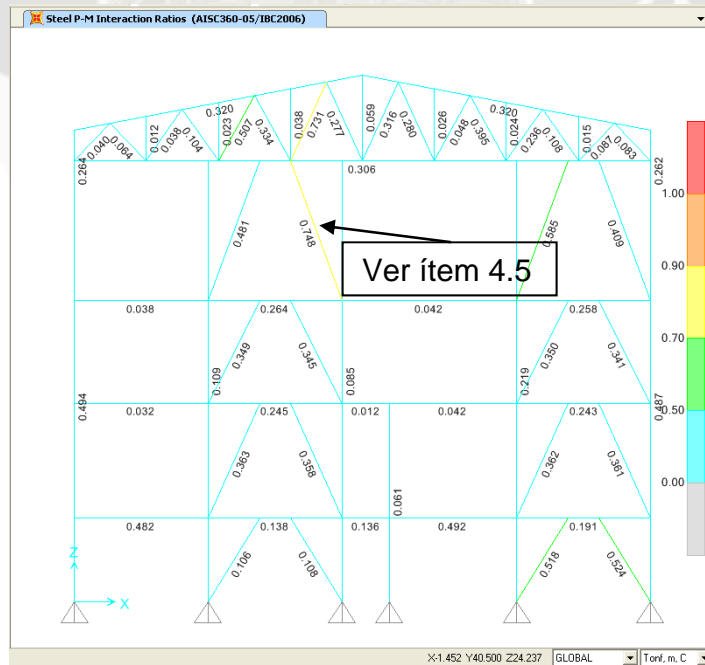 Steel P-M Interaction Ratios (AISC360-05/IBC2006)
0.320 0.320
0.040 0.064 0.012 0.038 0.104 0.023 0.507 0.334 0.038 0.731 0.277 0.059 0.316 0.280 0.026 0.048 0.395 0.024 0.236 0.108 0.015 0.087 0.083
0.264 0.306 0.262
0.481 0.748 0.585 0.409
Ver ítem 4.5
0.038 0.264 0.042 0.258
0.349 0.345 0.350 0.341
0.109 0.085 0.219
0.494 0.487
0.032 0.245 0.012 0.042 0.243
0.363 0.358 0.362 0.361
0.061
0.482 0.138 0.136 0.492 0.191
0.106 0.108 0.518 0.524
Z
X
1.00
0.90
0.70
0.50
0.00
X-1.452 Y40.500 Z24.237 GLOBAL Tonf, m, C